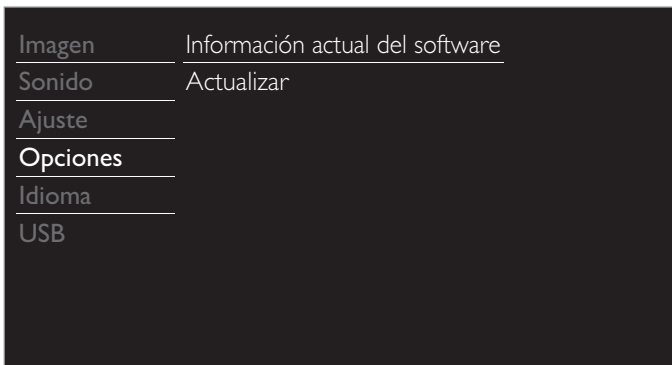 Imagen
Sonido
Ajuste
Opciones
Idioma
USB
Información actual del software
Actualizar